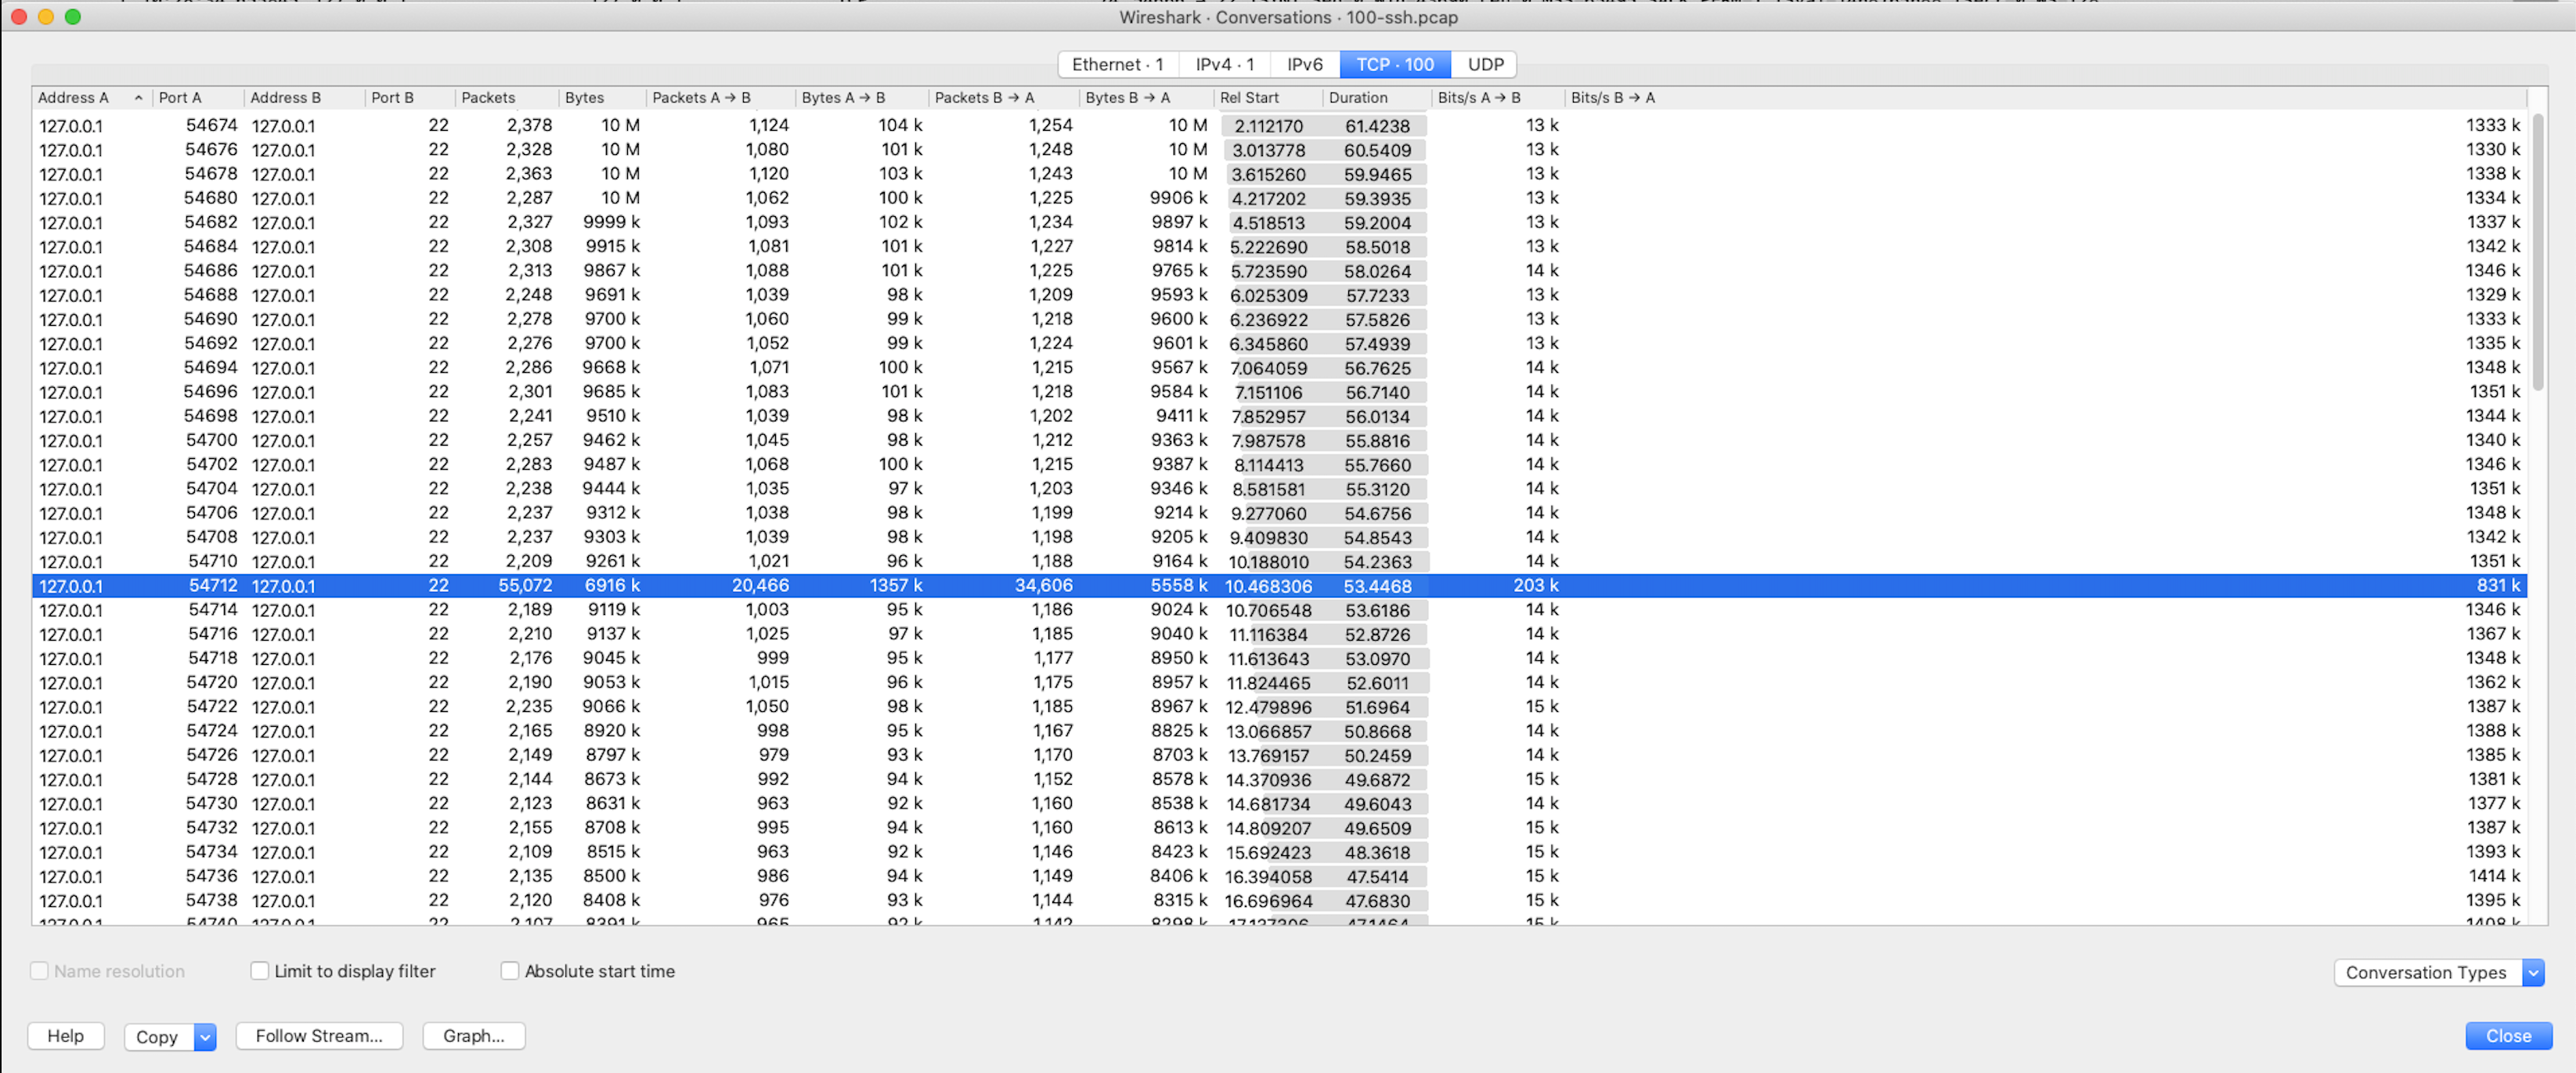 Wireshark · Conversations · 100-ssh.pcap
Ethernet · 1 IPv4 · 1 IPv6 TCP · 100 UDP
Address A Port A Address B Port B Packets Bytes Packets A → B Bytes A → B Packets B → A Bytes B → A Rel Start Duration Bits/s A → B Bits/s B → A
127.0.0.1 54674 127.0.0.1 22 2,378 10 M 1,124 104 k 1,254 10 M 2.112170 61.4238 13 k 1333 k
127.0.0.1 54676 127.0.0.1 22 2,328 10 M 1,080 101 k 1,248 10 M 3.013778 60.5409 13 k 1330 k
127.0.0.1 54678 127.0.0.1 22 2,363 10 M 1,120 103 k 1,243 10 M 3.615260 59.9465 13 k 1338 k
127.0.0.1 54680 127.0.0.1 22 2,287 10 M 1,062 100 k 1,225 9906 k 4.217202 59.3935 13 k 1334 k
127.0.0.1 54682 127.0.0.1 22 2,327 9999 k 1,093 102 k 1,234 9897 k 4.518513 59.2004 13 k 1337 k
127.0.0.1 54684 127.0.0.1 22 2,308 9915 k 1,081 101 k 1,227 9814 k 5.222690 58.5018 13 k 1342 k
127.0.0.1 54686 127.0.0.1 22 2,313 9867 k 1,088 101 k 1,225 9765 k 5.723590 58.0264 14 k 1346 k
127.0.0.1 54688 127.0.0.1 22 2,248 9691 k 1,039 98 k 1,209 9593 k 6.025309 57.7233 13 k 1329 k
127.0.0.1 54690 127.0.0.1 22 2,278 9700 k 1,060 99 k 1,218 9600 k 6.236922 57.5826 13 k 1333 k
127.0.0.1 54692 127.0.0.1 22 2,276 9700 k 1,052 99 k 1,224 9601 k 6.345860 57.4939 13 k 1335 k
127.0.0.1 54694 127.0.0.1 22 2,286 9668 k 1,071 100 k 1,215 9567 k 7.064059 56.7625 14 k 1348 k
127.0.0.1 54696 127.0.0.1 22 2,301 9685 k 1,083 101 k 1,218 9584 k 7.151106 56.7140 14 k 1351 k
127.0.0.1 54698 127.0.0.1 22 2,241 9510 k 1,039 98 k 1,202 9411 k 7.852957 56.0134 14 k 1344 k
127.0.0.1 54700 127.0.0.1 22 2,257 9462 k 1,045 98 k 1,212 9363 k 7.987578 55.8816 14 k 1340 k
127.0.0.1 54702 127.0.0.1 22 2,283 9487 k 1,068 100 k 1,215 9387 k 8.114413 55.7660 14 k 1346 k
127.0.0.1 54704 127.0.0.1 22 2,238 9444 k 1,035 97 k 1,203 9346 k 8.581581 55.3120 14 k 1351 k
127.0.0.1 54706 127.0.0.1 22 2,237 9312 k 1,038 98 k 1,199 9214 k 9.277060 54.6756 14 k 1348 k
127.0.0.1 54708 127.0.0.1 22 2,237 9303 k 1,039 98 k 1,198 9205 k 9.409830 54.8543 14 k 1342 k
127.0.0.1 54710 127.0.0.1 22 2,209 9261 k 1,021 96 k 1,188 9164 k 10.188010 54.2363 14 k 1351 k
127.0.0.1 54712 127.0.0.1 22 55,072 6916 k 20,466 1357 k 34,606 5558 k 10.468306 53.4468 203 k 831 k
127.0.0.1 54714 127.0.0.1 22 2,189 9119 k 1,003 95 k 1,186 9024 k 10.706548 53.6186 14 k 1346 k
127.0.0.1 54716 127.0.0.1 22 2,210 9137 k 1,025 97 k 1,185 9040 k 11.116384 52.8726 14 k 1367 k
127.0.0.1 54718 127.0.0.1 22 2,176 9045 k 999 95 k 1,177 8950 k 11.613643 53.0970 14 k 1348 k
127.0.0.1 54720 127.0.0.1 22 2,190 9053 k 1,015 96 k 1,175 8957 k 11.824465 52.6011 14 k 1362 k
127.0.0.1 54722 127.0.0.1 22 2,235 9066 k 1,050 98 k 1,185 8967 k 12.479896 51.6964 15 k 1387 k
127.0.0.1 54724 127.0.0.1 22 2,165 8920 k 998 95 k 1,167 8825 k 13.066857 50.8668 14 k 1388 k
127.0.0.1 54726 127.0.0.1 22 2,149 8797 k 979 93 k 1,170 8703 k 13.769157 50.2459 14 k 1385 k
127.0.0.1 54728 127.0.0.1 22 2,144 8673 k 992 94 k 1,152 8578 k 14.370936 49.6872 15 k 1381 k
127.0.0.1 54730 127.0.0.1 22 2,123 8631 k 963 92 k 1,160 8538 k 14.681734 49.6043 14 k 1377 k
127.0.0.1 54732 127.0.0.1 22 2,155 8708 k 995 94 k 1,160 8613 k 14.809207 49.6509 15 k 1387 k
127.0.0.1 54734 127.0.0.1 22 2,109 8515 k 963 92 k 1,146 8423 k 15.692423 48.3618 15 k 1393 k
127.0.0.1 54736 127.0.0.1 22 2,135 8500 k 986 94 k 1,149 8406 k 16.394058 47.5414 15 k 1414 k
127.0.0.1 54738 127.0.0.1 22 2,120 8408 k 976 93 k 1,144 8315 k 16.696964 47.6830 15 k 1395 k
127.0.0.1 54740 127.0.0.1 22 2,107 8391 k 965 92 k 1,142 8298 k 15 k 1408 k
Name resolution Limit to display filter Absolute start time Conversation Types
Help Copy Follow Stream... Graph... Close